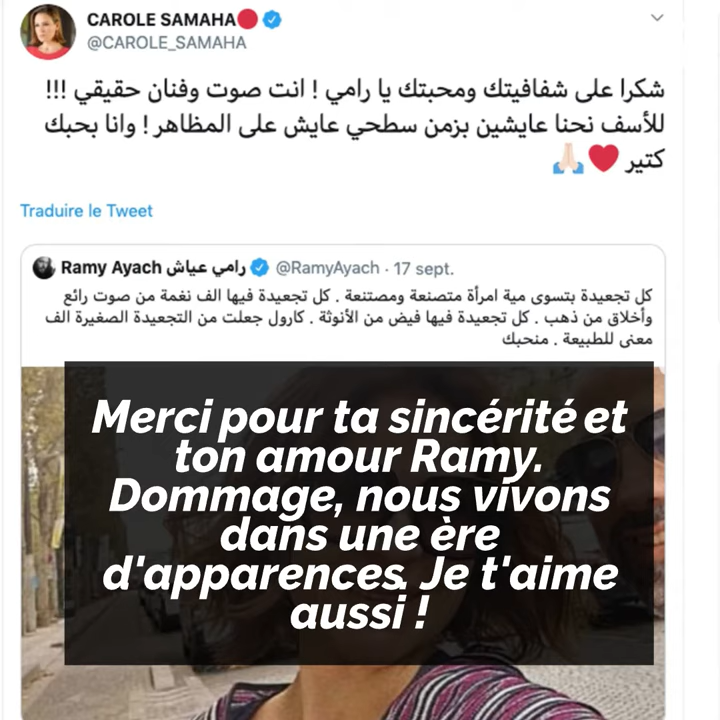 CAROLE SAMAHA🔴
@CAROLE_SAMAHA
شكرا على شفافيتك ومحبتك يا رامي ! انت صوت وفنان حقيقي !!!
للأسف نحنا عايشين بزمن سطحي عايش على المظاهر ! وانا بحبك
كتير ❤️🙏🏻
Traduire le Tweet
Ramy Ayach رامي عياش @RamyAyach · 17 sept.
كل تجعيدة بتسوى مية امرأة متصنعة ومصتنعة . كل تجعيدة فيها الف نغمة من صوت رائع
وأخلاق من ذهب . كل تجعيدة فيها فيض من الأنوثة . كارول جعلت من التجعيدة الصغيرة الف
معنى للطبيعة . منحبك
Merci pour ta sincérité et
ton amour Ramy.
Dommage, nous vivons
dans une ère
d'apparences. Je t'aime
aussi !